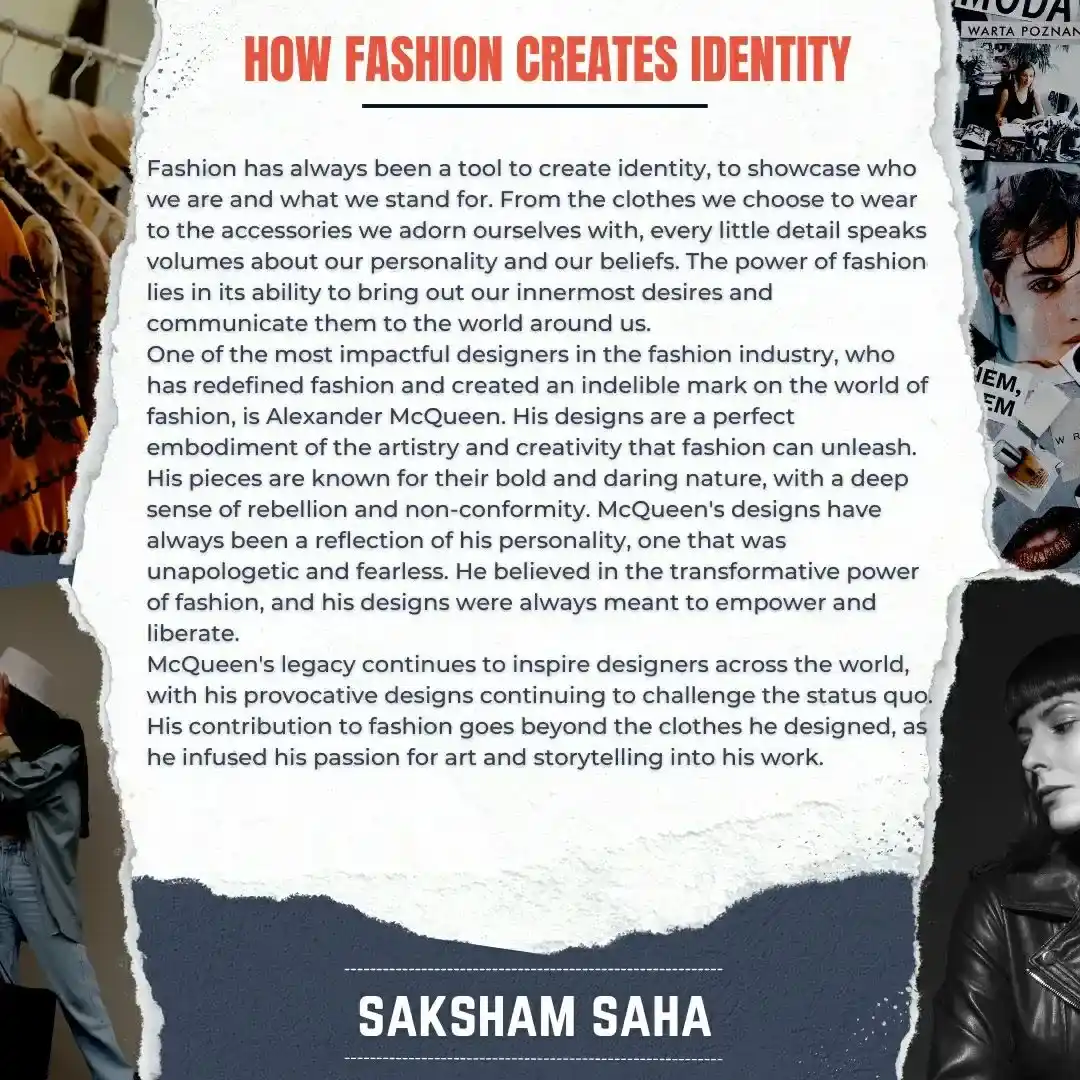 HOW FASHION CREATES IDENTITY
MODA
WARTA POZNAN
Fashion has always been a tool to create identity, to showcase who
we are and what we stand for. From the clothes we choose to wear
to the accessories we adorn ourselves with, every little detail speaks
volumes about our personality and our beliefs. The power of fashion
lies in its ability to bring out our innermost desires and
communicate them to the world around us.
One of the most impactful designers in the fashion industry, who
has redefined fashion and created an indelible mark on the world of
fashion, is Alexander McQueen. His designs are a perfect
embodiment of the artistry and creativity that fashion can unleash.
His pieces are known for their bold and daring nature, with a deep
sense of rebellion and non-conformity. McQueen's designs have
always been a reflection of his personality, one that was
unapologetic and fearless. He believed in the transformative power
of fashion, and his designs were always meant to empower and
liberate.
McQueen's legacy continues to inspire designers across the world,
with his provocative designs continuing to challenge the status quo.
His contribution to fashion goes beyond the clothes he designed, as
he infused his passion for art and storytelling into his work.
SAKSHAM SAHA